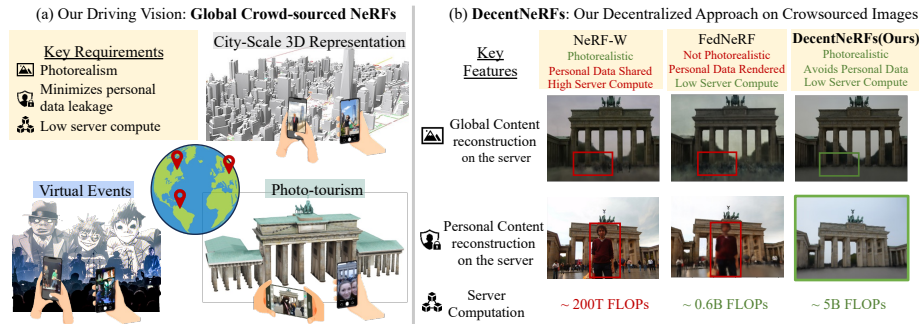 (a) Our Driving Vision: Global Crowd-sourced NeRFs
Key Requirements
Photorealism
Minimizes personal
data leakage
Low server compute
City-Scale 3D Representation
Virtual Events
Photo-tourism
(b) DecentNeRFs: Our Decentralized Approach on Crowsourced Images
Key
Features
NeRF-W
Photorealistic
Personal Data Shared
High Server Compute
FedNeRF
Not Photorealistic
Personal Data Rendered
Low Server Compute
DecentNeRFs(Ours)
Photorealistic
Avoids Personal Data
Low Server Compute
Global Content
reconstruction
on the server
Personal Content
reconstruction
on the server
Server
Computation
~ 200T FLOPs
~ 0.6B FLOPs
~ 5B FLOPs